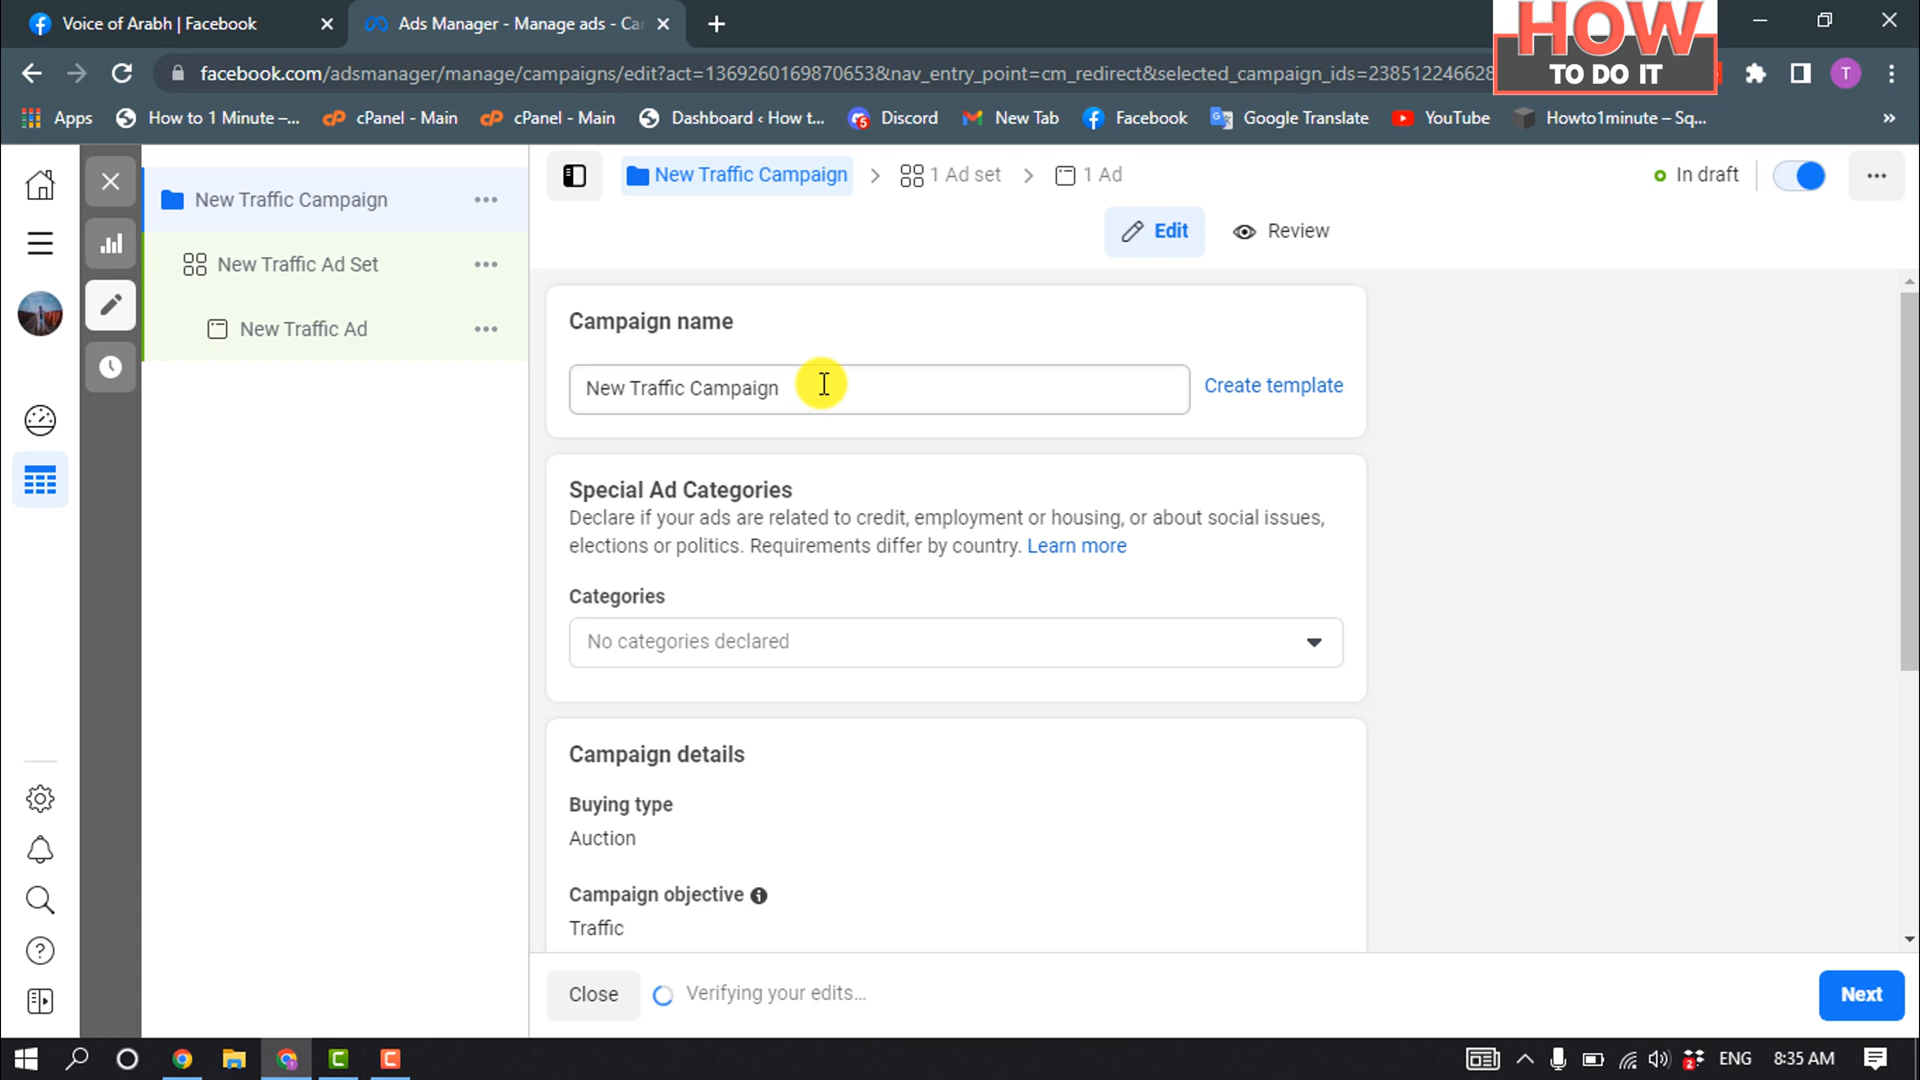 Voice of Arabh | Facebook
Ads Manager - Manage ads - Ca
HOW
TO DO IT
facebook.com/adsmanager/manage/campaigns/edit?act=1369260169870653&nav_entry_point=cm_redirect&selected_campaign_ids=238512246628
T
Apps
How to 1 Minute –...
cPanel - Main
cPanel - Main
Dashboard ‹ How t...
Discord
New Tab
Facebook
Google Translate
YouTube
Howto1minute – Sq...
»
New Traffic Campaign
New Traffic Ad Set
New Traffic Ad
New Traffic Campaign
1 Ad set
1 Ad
In draft
Edit
Review
Campaign name
New Traffic Campaign
Create template
Special Ad Categories
Declare if your ads are related to credit, employment or housing, or about social issues,
elections or politics. Requirements differ by country. Learn more
Categories
No categories declared
Campaign details
Buying type
Auction
Campaign objective
Traffic
Close
Verifying your edits...
Next
ENG
8:35 AM